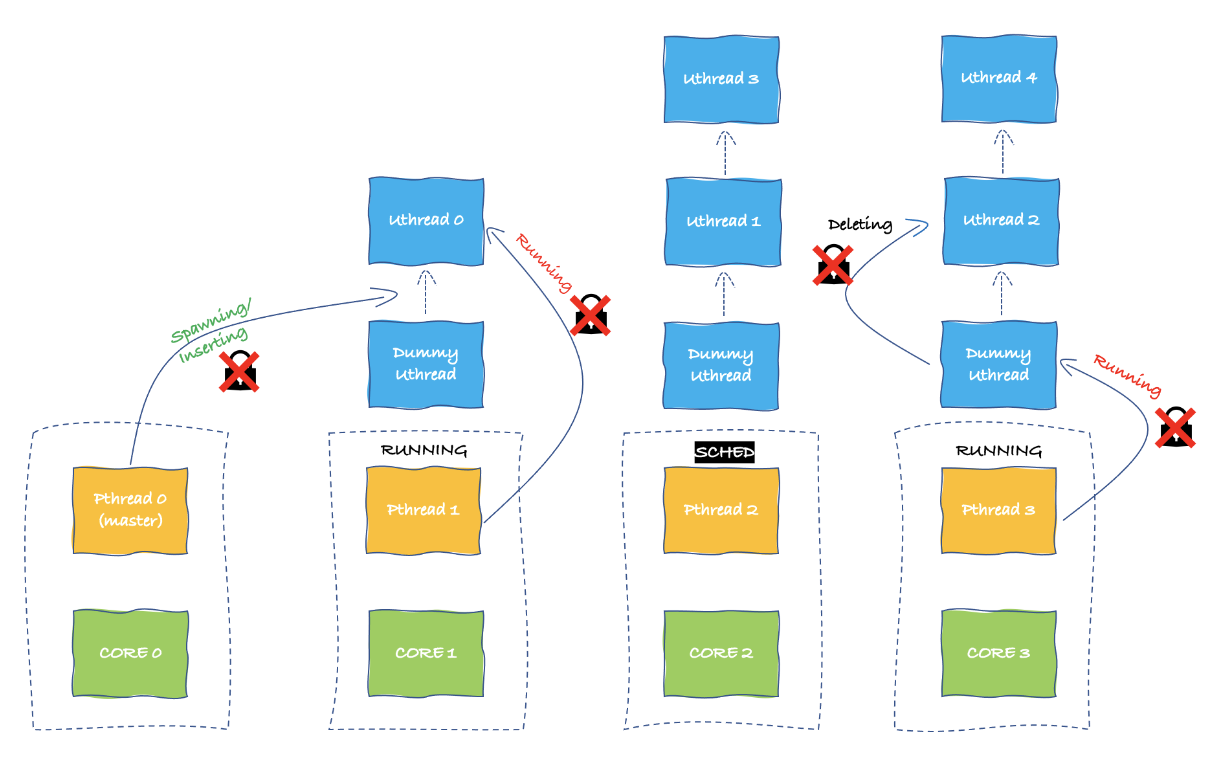 Uthread 3
Uthread 4
Uthread 0
Uthread 1
Deleting
Uthread 2
Running
Spawning/
Inserting
Dummy
Uthread
Dummy
Uthread
Dummy
Uthread
Running
RUNNING
SCHED
RUNNING
Pthread 0
(master)
Pthread 1
Pthread 2
Pthread 3
CORE 0
CORE 1
CORE 2
CORE 3